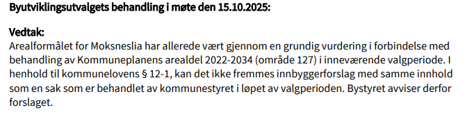 Byutviklingsutvalgets behandling i møte den 15.10.2025:
Vedtak:
Arealformålet for Moksneslia har allerede vært gjennom en grundig vurdering i forbindelse med
behandling av Kommuneplanens arealdel 2022-2034 (område 127) i inneværende valgperiode. I
henhold til kommunelovens § 12-1, kan det ikke fremmes innbyggerforslag med samme innhold
som en sak som er behandlet av kommunestyret i løpet av valgperioden. Bystyret avviser derfor
forslaget.